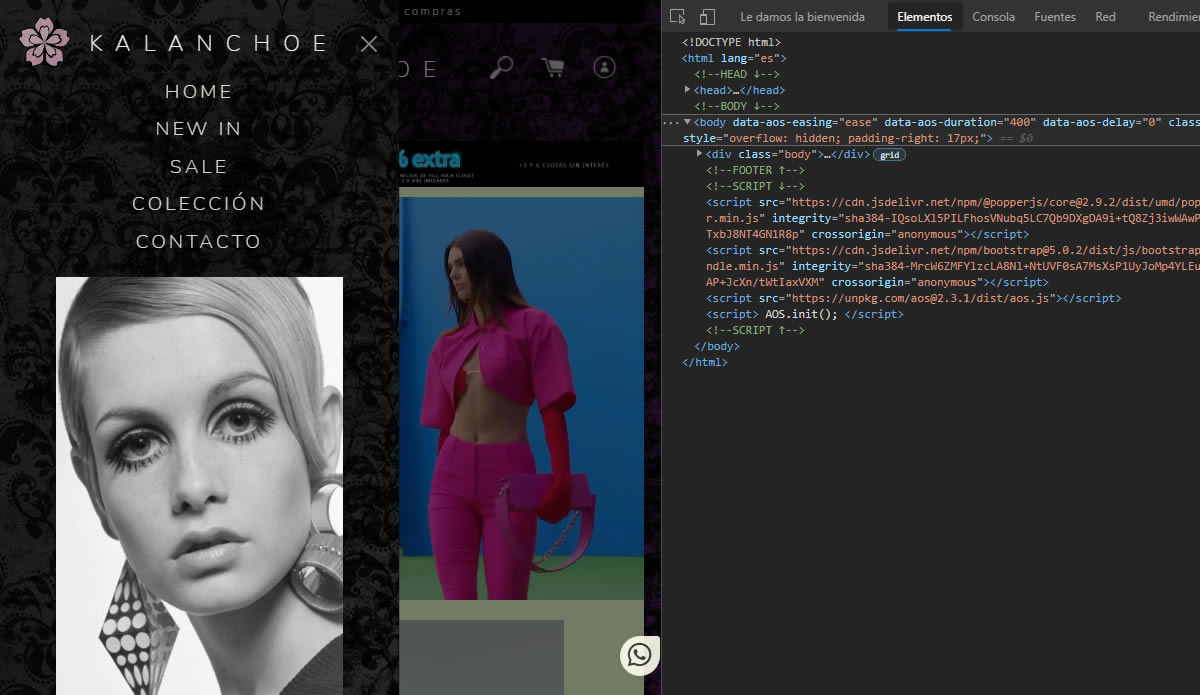 KALANCHOE
HOME
NEW IN
SALE
COLECCIÓN
CONTACTO
compras
OE
6 extra
+3 Y 6 CUOTAS SIN INTERÉS
Le damos la bienvenida Elementos Consola Fuentes Red Rendimien
<!DOCTYPE html>
<html lang="es">
<!--HEAD ↓-->
<head>…</head>
<!--BODY ↓-->
<body data-aos-easing="ease" data-aos-duration="400" data-aos-delay="0" class
style="overflow: hidden; padding-right: 17px;"> == $0
<div class="body">…</div> grid
<!--FOOTER ↑-->
<!--SCRIPT ↓-->
<script src="https://cdn.jsdelivr.net/npm/@popperjs/core@2.9.2/dist/umd/pop
r.min.js" integrity="sha384-IQsoLXl5PILFhosVNubq5LC7Qb9DXgDA9i+tQ8Zj3iwWAwP
TxbJ8NT4GN1R8p" crossorigin="anonymous"></script>
<script src="https://cdn.jsdelivr.net/npm/bootstrap@5.0.2/dist/js/bootstrap
ndle.min.js" integrity="sha384-MrcW6ZMFYlzcLA8Nl+NtUVF0sA7MsXsP1UyJoMp4YLEu
AP+JcXn/tWtIaxVXM" crossorigin="anonymous"></script>
<script src="https://unpkg.com/aos@2.3.1/dist/aos.js"></script>
<script> AOS.init(); </script>
<!--SCRIPT ↑-->
</body>
</html>